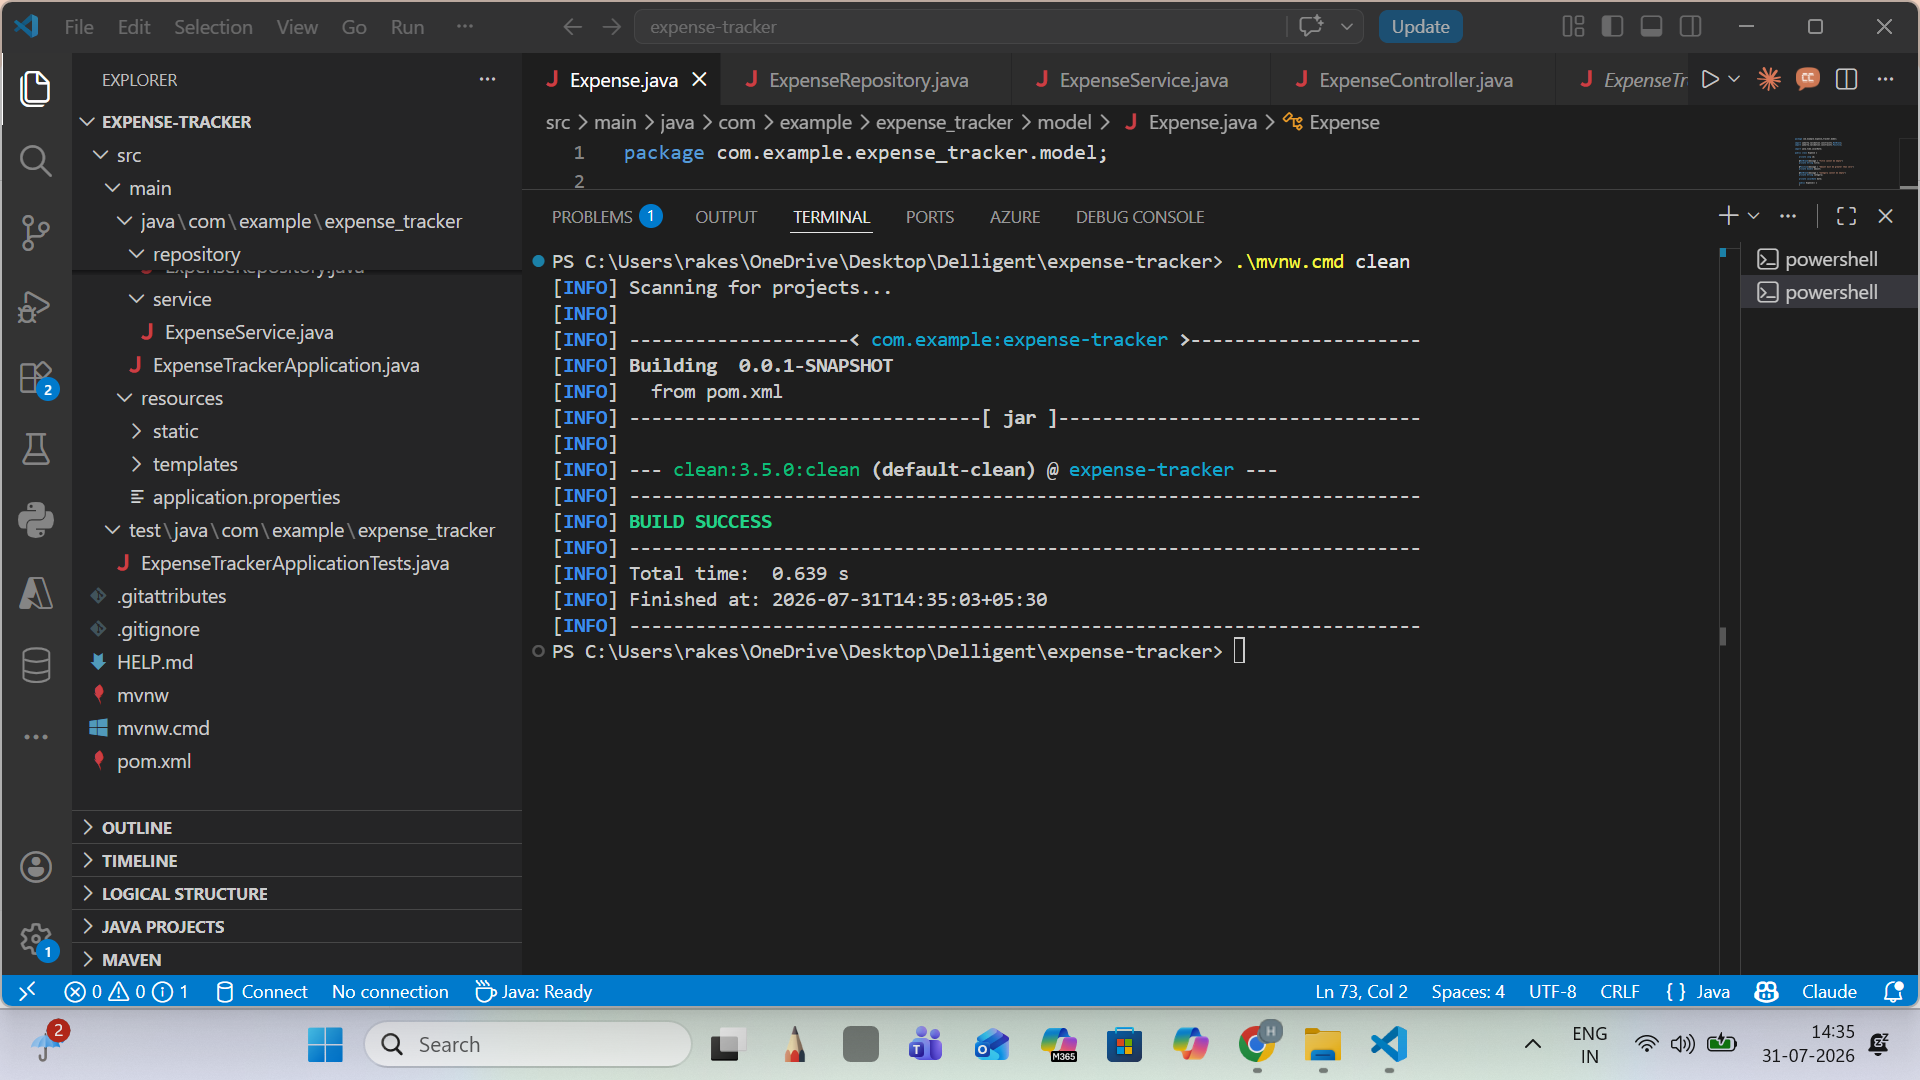 File Edit Selection View Go Run ···
expense-tracker
Update
EXPLORER
EXPENSE-TRACKER
src
main
java\com\example\expense_tracker
repository
ExpenseRepository.java
service
ExpenseService.java
ExpenseTrackerApplication.java
resources
static
templates
application.properties
test\java\com\example\expense_tracker
ExpenseTrackerApplicationTests.java
.gitattributes
.gitignore
HELP.md
mvnw
mvnw.cmd
pom.xml
OUTLINE
TIMELINE
LOGICAL STRUCTURE
JAVA PROJECTS
MAVEN
2
1
Expense.java ExpenseRepository.java ExpenseService.java ExpenseController.java ExpenseTr
CC
src > main > java > com > example > expense_tracker > model > Expense.java > Expense
1 package com.example.expense_tracker.model;
2
PROBLEMS 1 OUTPUT TERMINAL PORTS AZURE DEBUG CONSOLE
PS C:\Users\rakes\OneDrive\Desktop\Delligent\expense-tracker> .\mvnw.cmd clean
[INFO] Scanning for projects...
[INFO]
[INFO] --------------------< com.example:expense-tracker >---------------------
[INFO] Building  0.0.1-SNAPSHOT
[INFO]   from pom.xml
[INFO] --------------------------------[ jar ]---------------------------------
[INFO]
[INFO] --- clean:3.5.0:clean (default-clean) @ expense-tracker ---
[INFO] ------------------------------------------------------------------------
[INFO] BUILD SUCCESS
[INFO] ------------------------------------------------------------------------
[INFO] Total time:  0.639 s
[INFO] Finished at: 2026-07-31T14:35:03+05:30
[INFO] ------------------------------------------------------------------------
PS C:\Users\rakes\OneDrive\Desktop\Delligent\expense-tracker>
powershell
powershell
0 0 1 Connect No connection Java: Ready Ln 73, Col 2 Spaces: 4 UTF-8 CRLF { } Java Claude
2
Search
M365
H
ENG
IN
14:35
31-07-2026